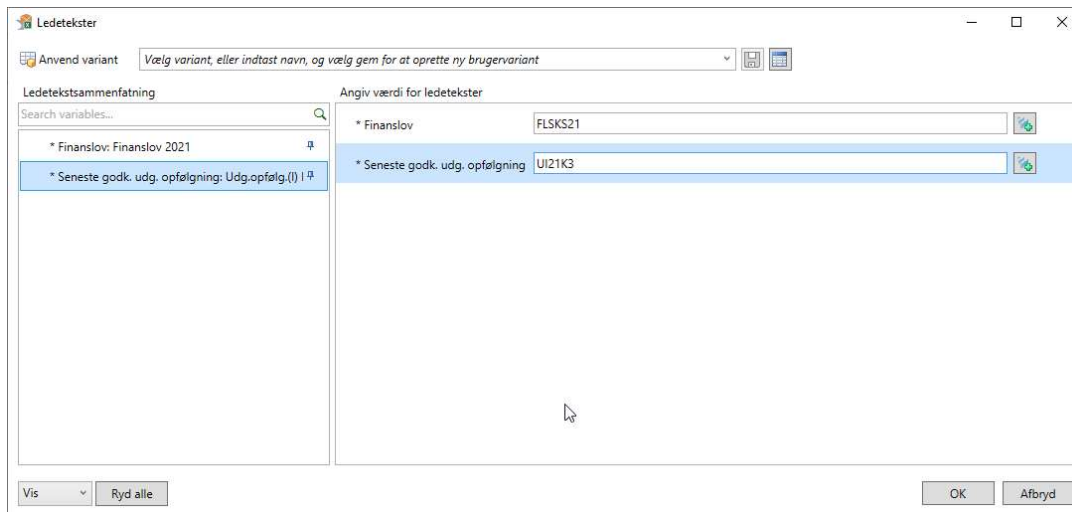 Ledetekster
Anvend variant
Vælg variant, eller indtast navn, og vælg gem for at oprette ny brugervariant
Ledetekstsammenfatning
Search variables...
* Finanslov: Finanslov 2021
* Seneste godk. udg. opfølgning: Udg.opfølg.(I) I
Angiv værdi for ledetekster
* Finanslov FLSKS21
* Seneste godk. udg. opfølgning UI21K3
Vis Ryd alle OK Afbryd